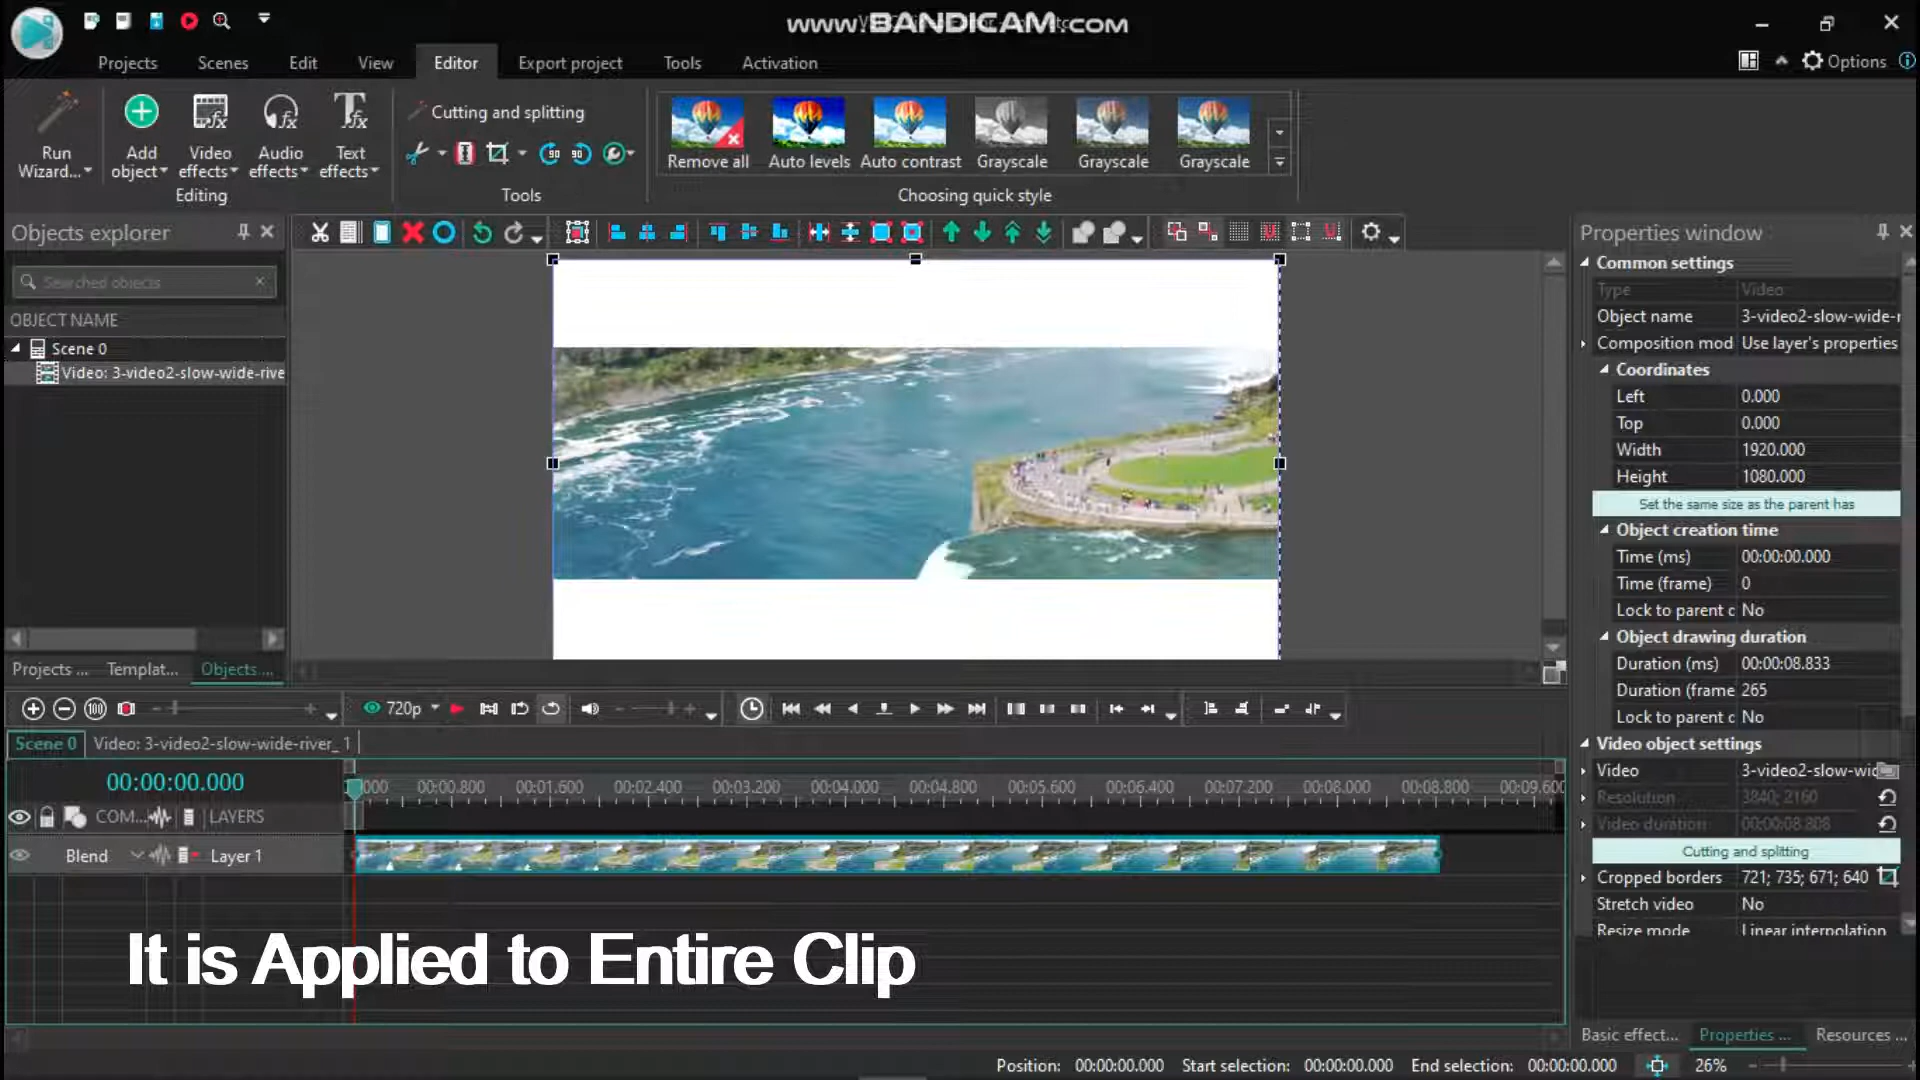 www.BANDICAM.com
Projects Scenes Edit View Editor Export project Tools Activation Options
Run Wizard...
Add object
Video effects
Audio effects
Text effects
Editing
Cutting and splitting
Tools
Remove all Auto levels Auto contrast Grayscale Grayscale Grayscale
Choosing quick style
Objects explorer
Searched objects
OBJECT NAME
Scene 0
Video: 3-video2-slow-wide-rive
Projects ... Templat... Objects ...
Properties window
Common settings
Type Video
Object name 3-video2-slow-wide-r
Composition mod Use layer's properties
Coordinates
Left 0.000
Top 0.000
Width 1920.000
Height 1080.000
Set the same size as the parent has
Object creation time
Time (ms) 00:00:00.000
Time (frame) 0
Lock to parent c No
Object drawing duration
Duration (ms) 00:00:08.833
Duration (frame 265
Lock to parent c No
Video object settings
Video 3-video2-slow-wid
Resolution 3840; 2160
Video duration 00:00:08.808
Cutting and splitting
Cropped borders 721; 735; 671; 640
Stretch video No
Resize mode Linear interpolation
Basic effect... Properties ... Resources ...
720p
Scene 0 Video: 3-video2-slow-wide-river_1
00:00:00.000
000 00:00.800 00:01.600 00:02.400 00:03.200 00:04.000 00:04.800 00:05.600 00:06.400 00:07.200 00:08.000 00:08.800 00:09.600
COM... LAYERS
Blend Layer 1
It is Applied to Entire Clip
Position: 00:00:00.000 Start selection: 00:00:00.000 End selection: 00:00:00.000 26%